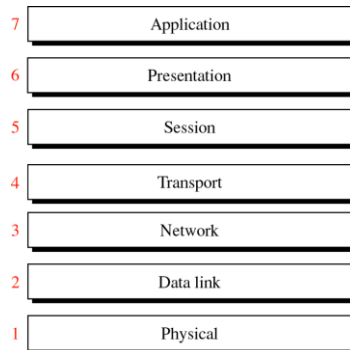 7 Application
6 Presentation
5 Session
4 Transport
3 Network
2 Data link
1 Physical